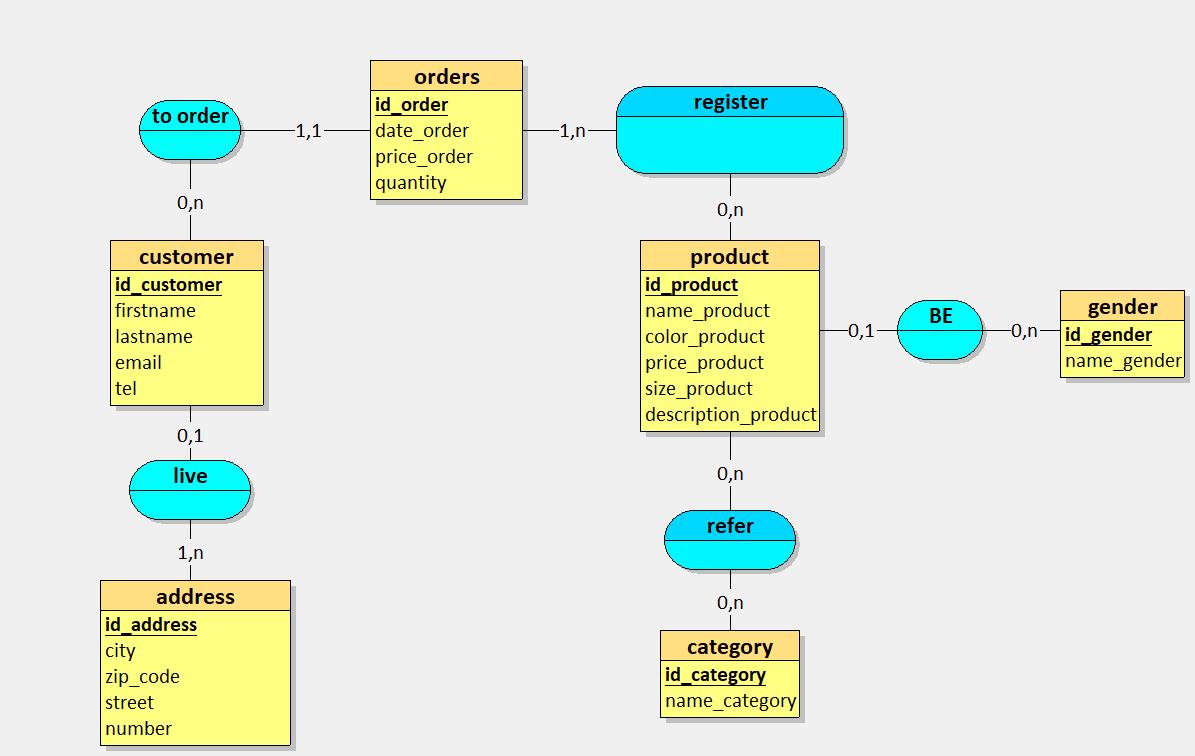 orders
id_order
date_order
price_order
quantity
to order
1,1
1,n
register
0,n
0,n
customer
id_customer
firstname
lastname
email
tel
product
id_product
name_product
color_product
price_product
size_product
description_product
0,1
BE
0,n
gender
id_gender
name_gender
0,1
live
1,n
address
id_address
city
zip_code
street
number
0,n
refer
0,n
category
id_category
name_category